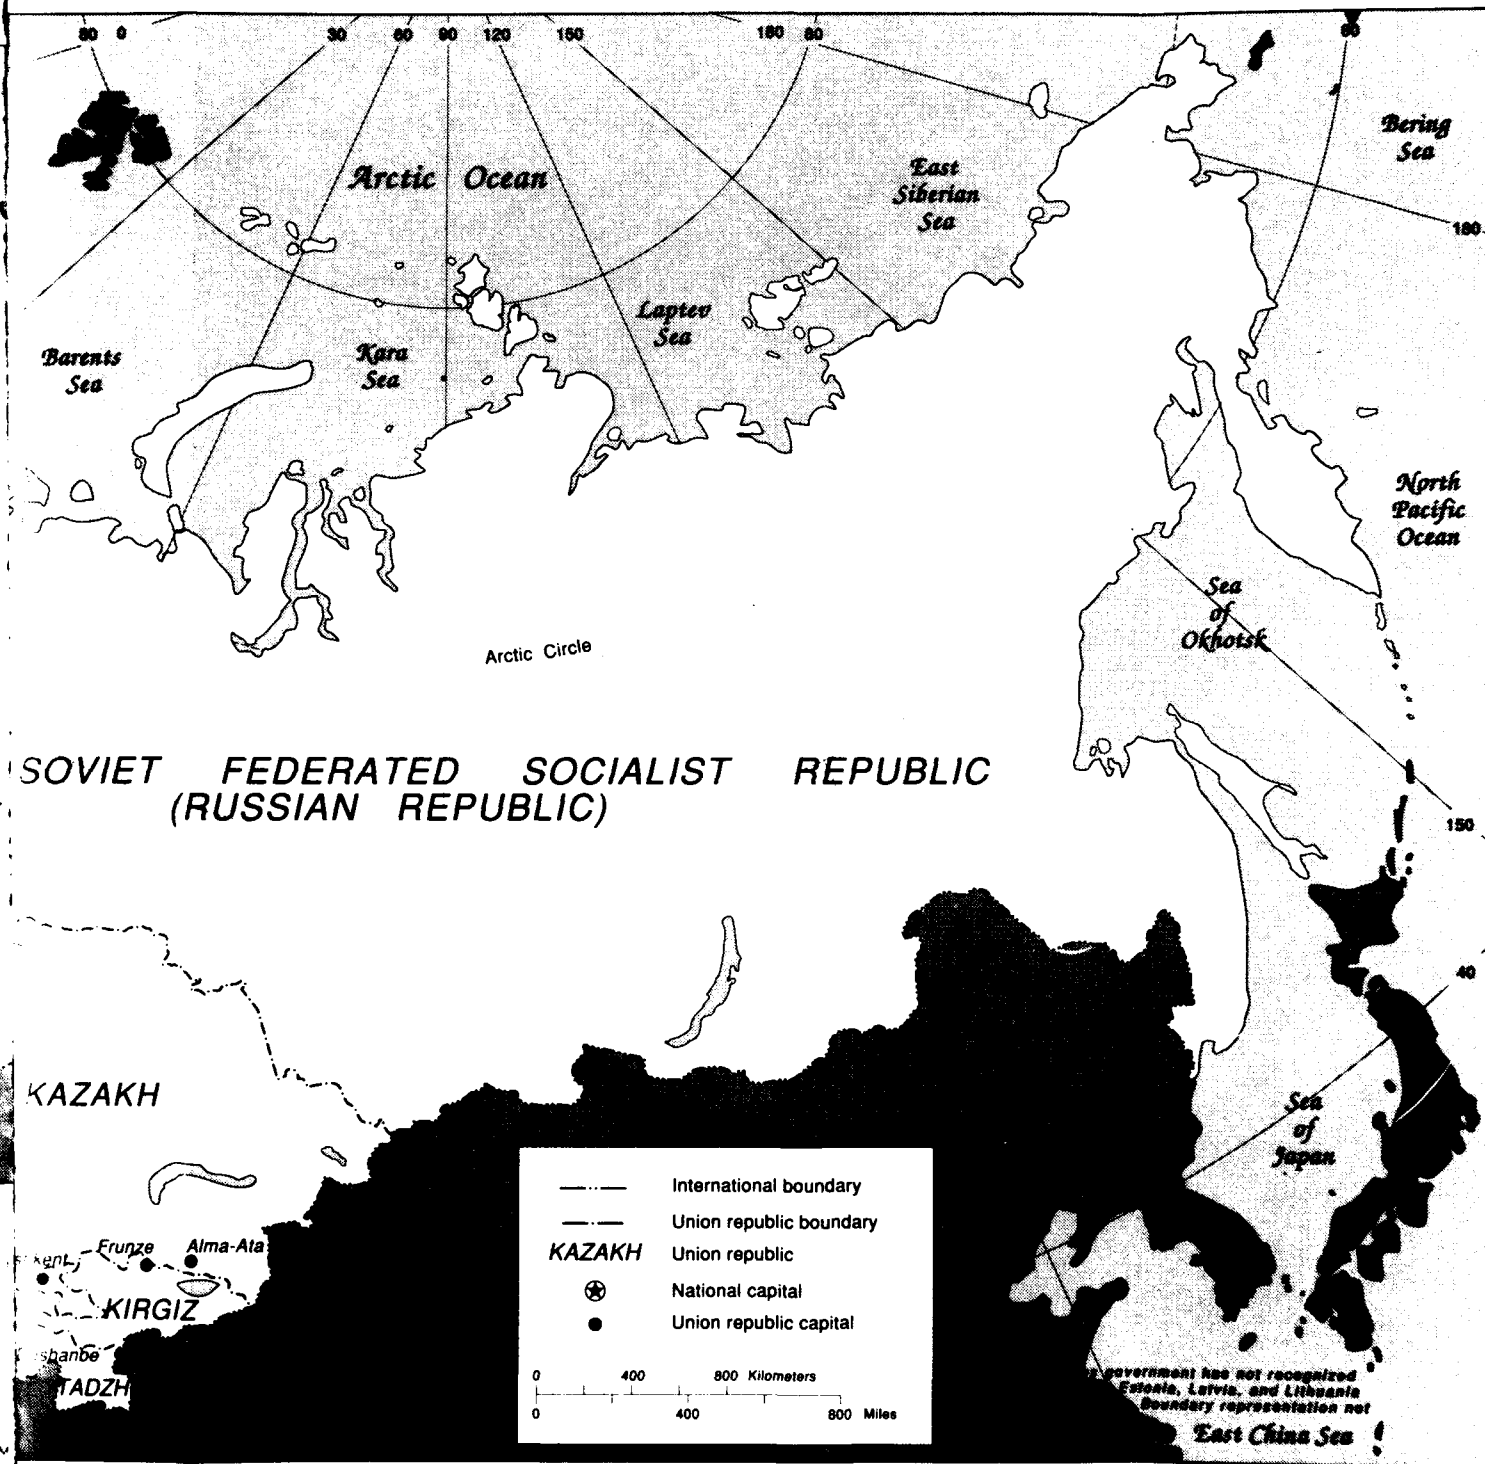 80 0 30 60 90 120 150 180 80 60
Bering
Sea
Arctic Ocean
East
Siberian
Sea
180
Laptev
Sea
Barents
Sea
Kara
Sea
North
Pacific
Ocean
Sea
of
Okhotsk
Arctic Circle
SOVIET FEDERATED SOCIALIST REPUBLIC
(RUSSIAN REPUBLIC)
150
40
KAZAKH
Sea
of
Japan
International boundary
Union republic boundary
KAZAKH Union republic
National capital
Union republic capital
0 400 800 Kilometers
0 400 800 Miles
Frunze Alma-Ata
kent
KIRGIZ
shanbe
TADZH
government has not recognized
Estonia, Latvia, and Lithuania
Boundary representation not
East China Sea